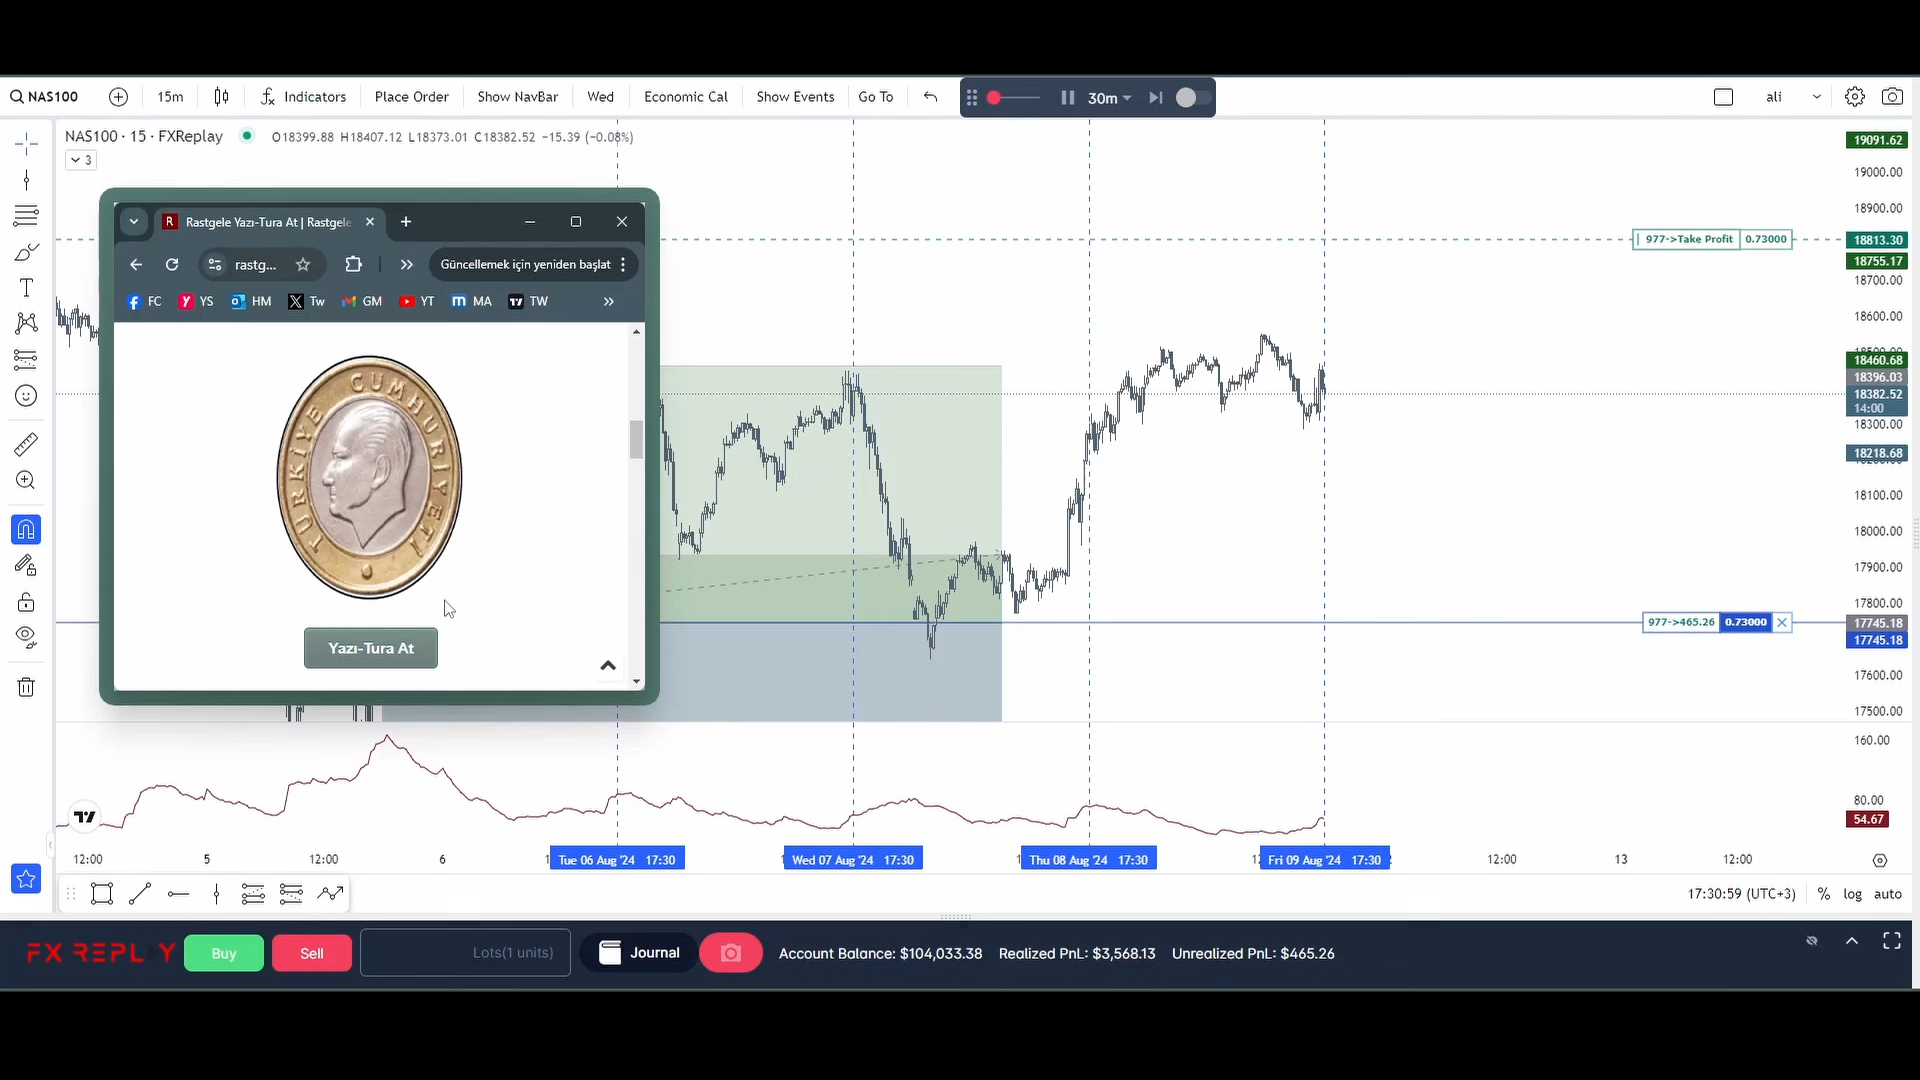 NAS100
15m
Indicators
Place Order
Show NavBar
Wed
Economic Cal
Show Events
Go To
30m
ali
NAS100 · 15 · FXReplay
O18399.88 H18407.12 L18373.01 C18382.52 −15.39 (−0.08%)
3
19091.62
19000.00
18900.00
977->Take Profit 0.73000
18813.30
18755.17
18700.00
18600.00
18460.68
18396.03
18382.52
14:00
18300.00
18218.68
18100.00
18000.00
17900.00
17800.00
977->465.26 0.73000
17745.18
17745.18
17600.00
17500.00
160.00
80.00
54.67
R Rastgele Yazı-Tura At | Rastgele
rastg...
Güncellemek için yeniden başlat
FC
YS
HM
Tw
GM
YT
MA
TW
TÜRKİYE CUMHURİYETİ
Yazı-Tura At
12:00
5
12:00
6
Tue 06 Aug '24 17:30
Wed 07 Aug '24 17:30
Thu 08 Aug '24 17:30
Fri 09 Aug '24 17:30
12:00
13
12:00
17:30:59 (UTC+3)
%
log
auto
FX REPLAY
Buy
Sell
Lots(1 units)
Journal
Account Balance: $104,033.38
Realized PnL: $3,568.13
Unrealized PnL: $465.26